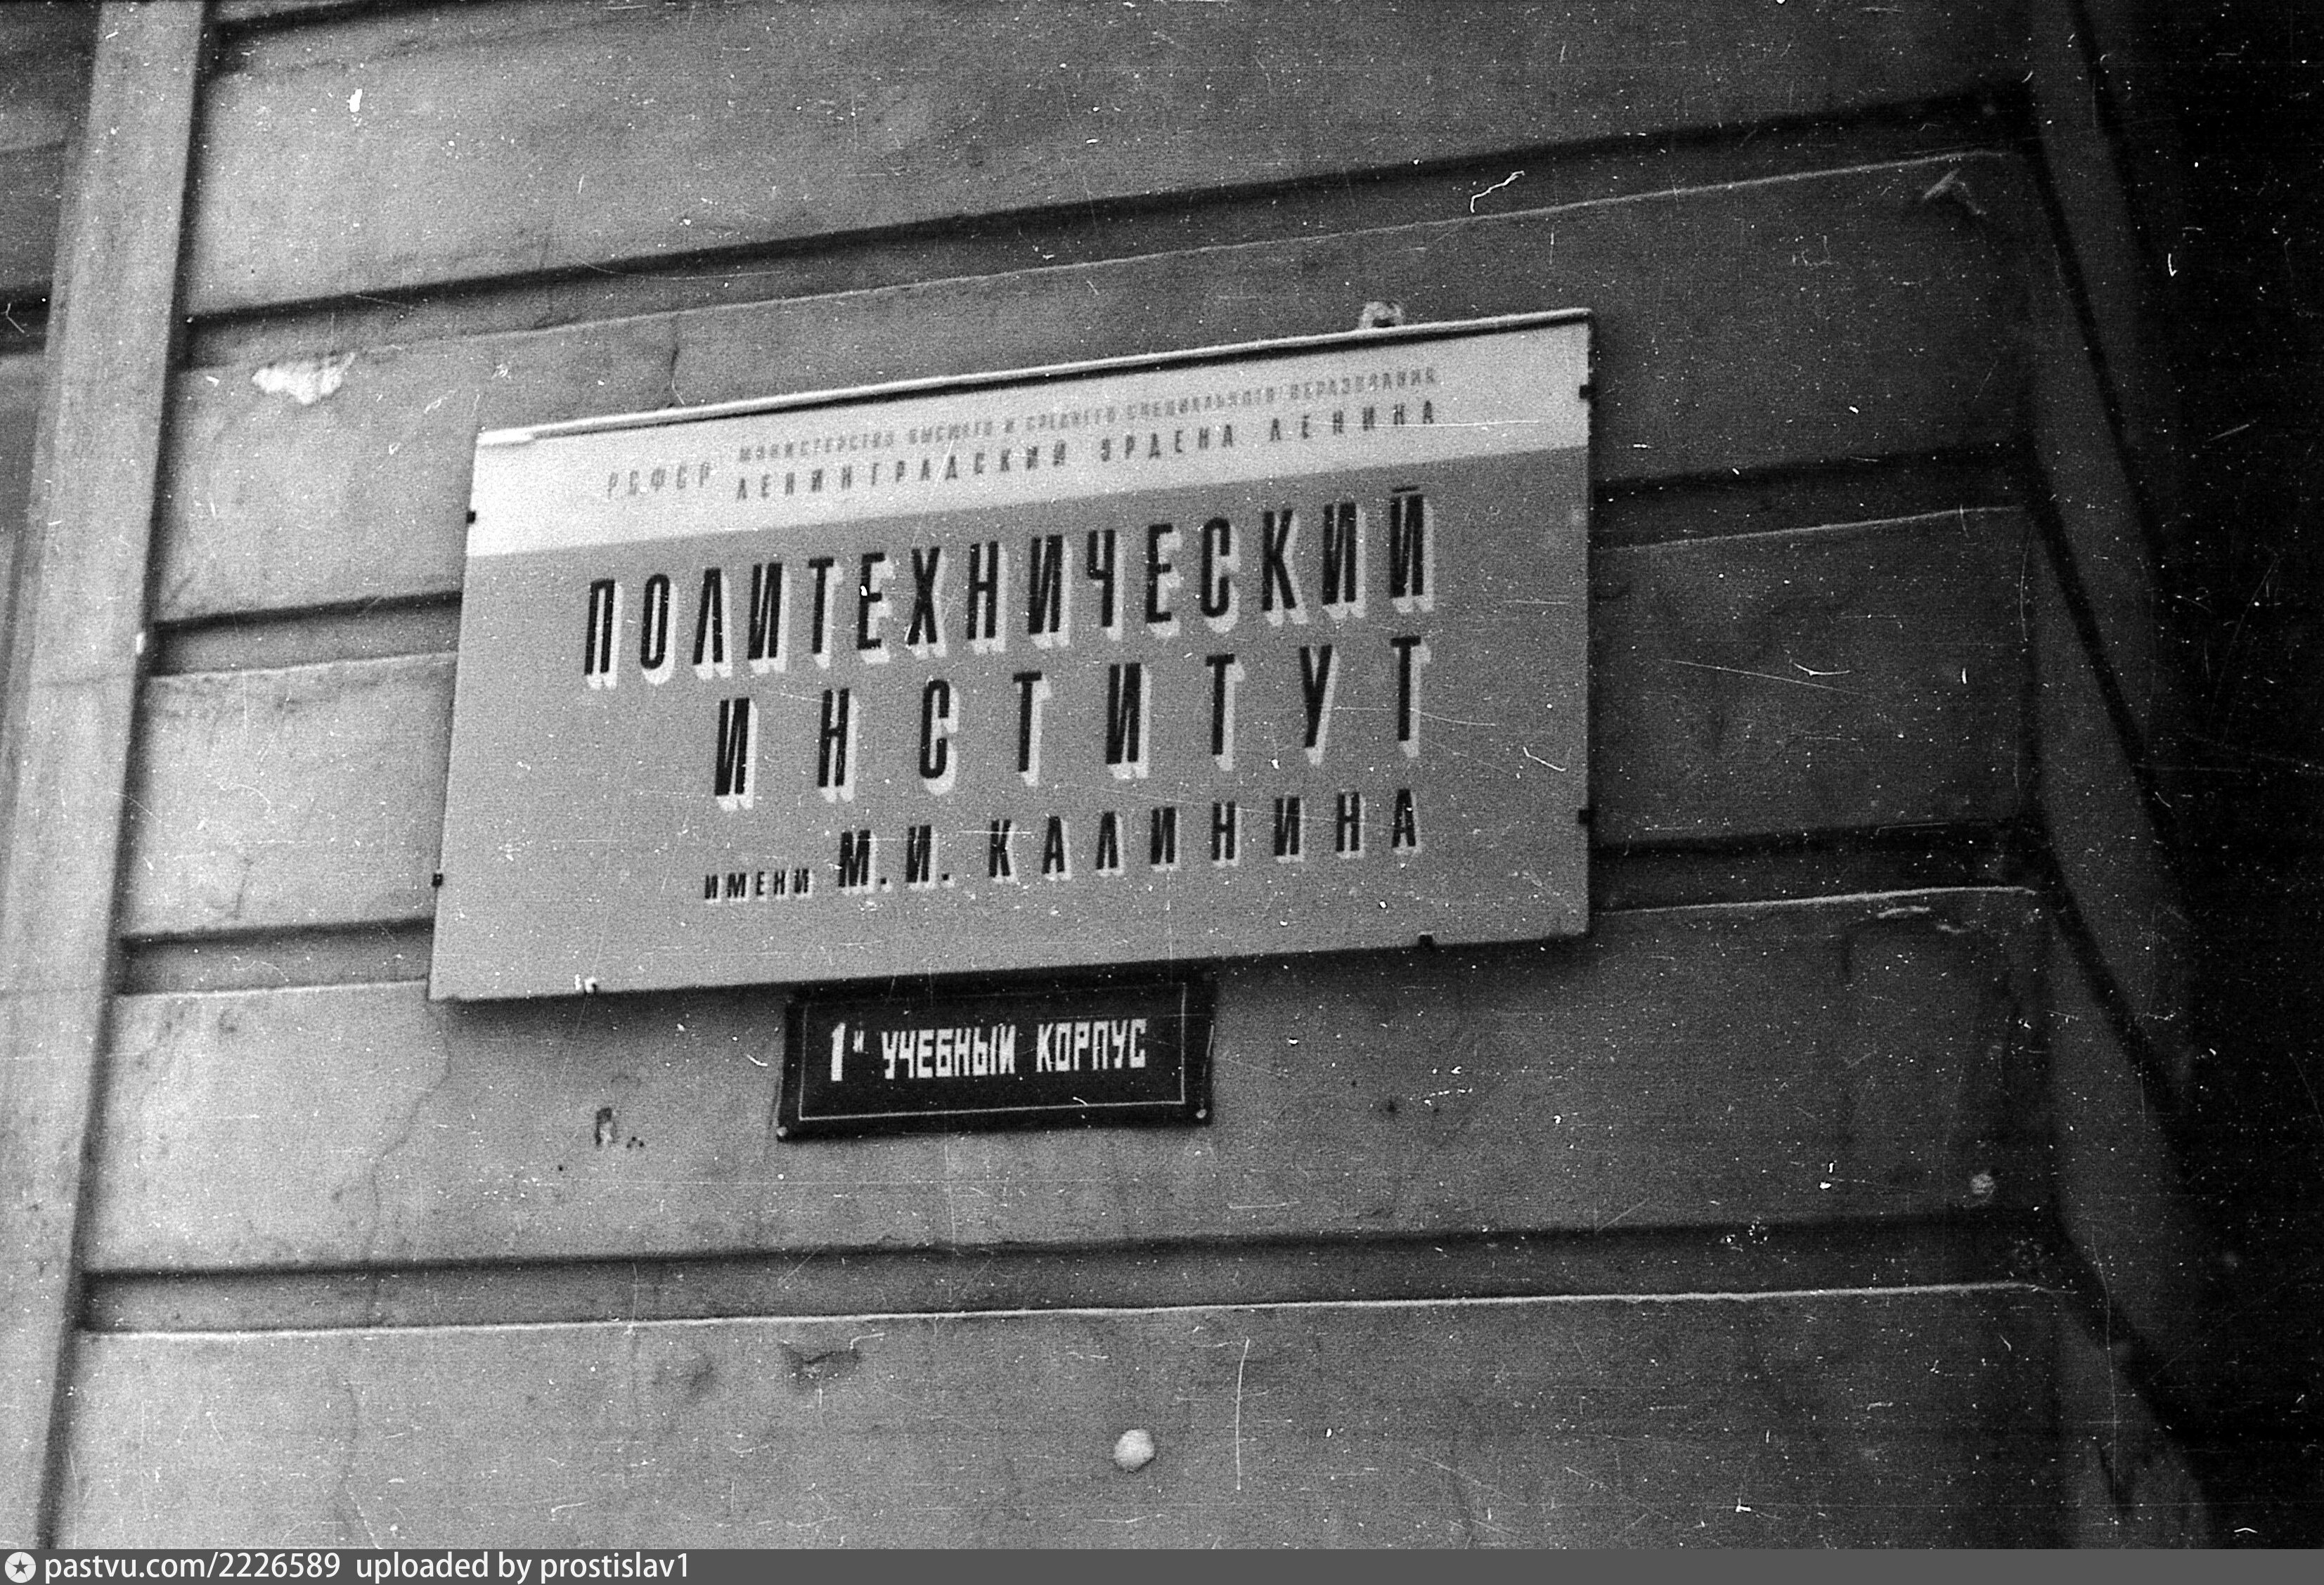 РСФСР
МИНИСТЕРСТВО ВЫСШЕГО И СРЕДНЕГО СПЕЦИАЛЬНОГО ОБРАЗОВАНИЯ
ЛЕНИНГРАДСКИЙ ОРДЕНА ЛЕНИНА
ПОЛИТЕХНИЧЕСКИЙ
ИНСТИТУТ
ИМЕНИ М.И. КАЛИНИНА
1й УЧЕБНЫЙ КОРПУС
pastvu.com/2226589 uploaded by prostislav1